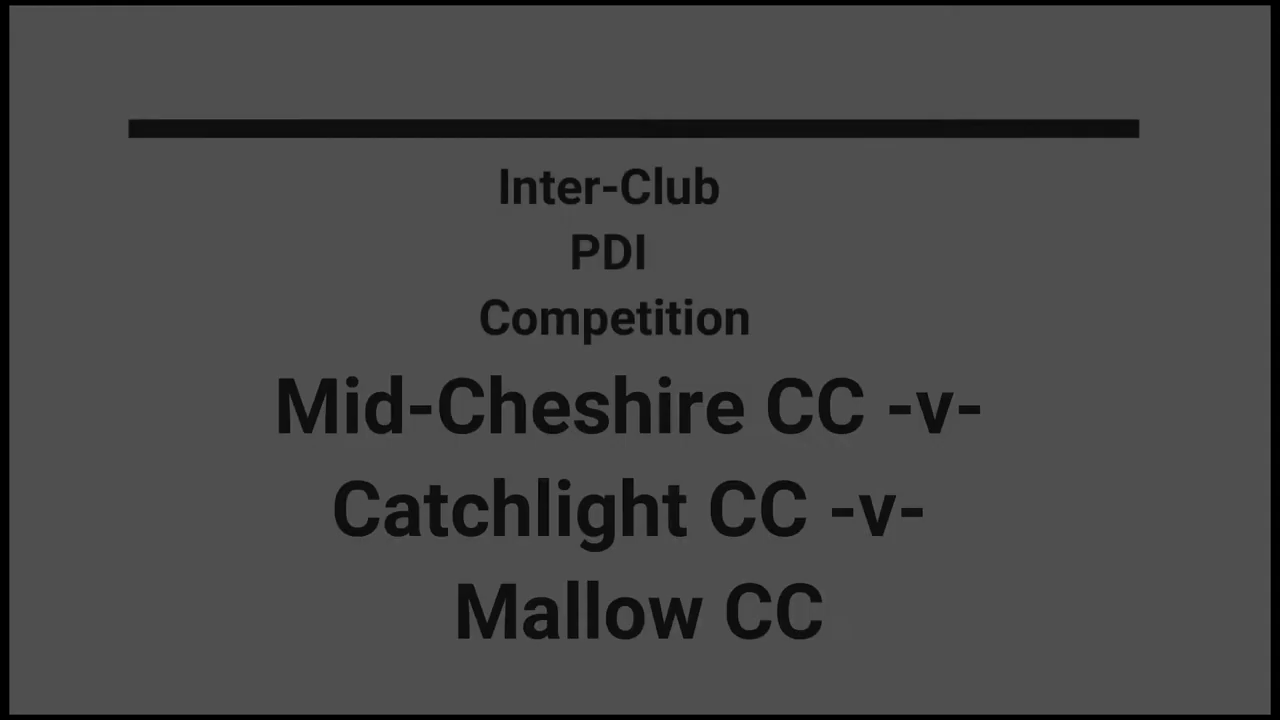 Inter-Club
PDI
Competition
Mid-Cheshire CC -v-
Catchlight CC -v-
Mallow CC